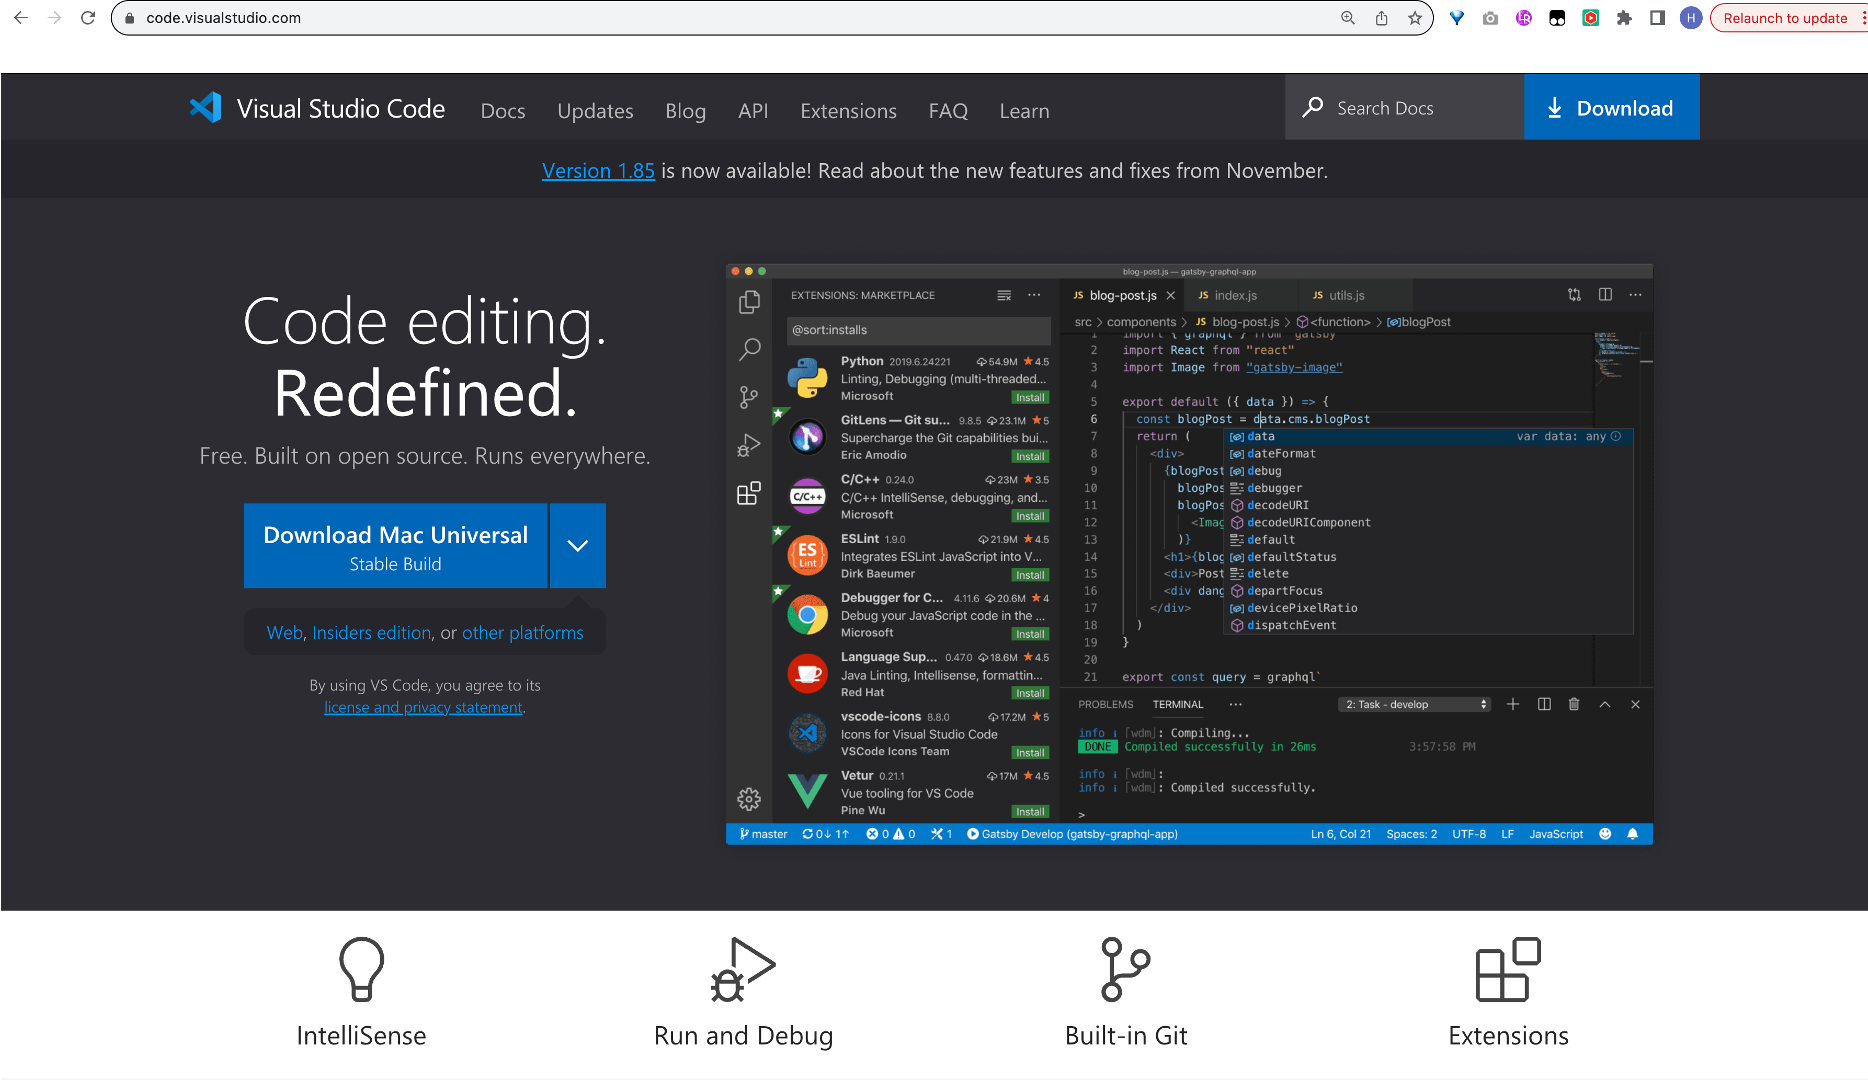 code.visualstudio.com
H
Relaunch to update
Visual Studio Code
Docs
Updates
Blog
API
Extensions
FAQ
Learn
Search Docs
Download
Version 1.85 is now available! Read about the new features and fixes from November.
Code editing.
Redefined.
Free. Built on open source. Runs everywhere.
Download Mac Universal
Stable Build
Web, Insiders edition, or other platforms
By using VS Code, you agree to its
license and privacy statement.
blog-post.js — gatsby-graphql-app
EXTENSIONS: MARKETPLACE
@sort:installs
Python 2019.6.24221 54.9M ★ 4.5
Linting, Debugging (multi-threaded...
Microsoft
Install
GitLens — Git su... 9.8.5 23.1M ★ 5
Supercharge the Git capabilities bui...
Eric Amodio
Install
C/C++
C/C++ 0.24.0 23M ★ 3.5
C/C++ IntelliSense, debugging, and...
Microsoft
Install
ES
Lint
ESLint 1.9.0 21.9M ★ 4.5
Integrates ESLint JavaScript into V...
Dirk Baeumer
Install
Debugger for C... 4.11.6 20.6M ★ 4
Debug your JavaScript code in the ...
Microsoft
Install
Language Sup... 0.47.0 18.6M ★ 4.5
Java Linting, Intellisense, formattin...
Red Hat
Install
vscode-icons 8.8.0 17.2M ★ 5
Icons for Visual Studio Code
VSCode Icons Team
Install
Vetur 0.21.1 17M ★ 4.5
Vue tooling for VS Code
Pine Wu
Install
JS blog-post.js
JS index.js
JS utils.js
src > components > JS blog-post.js > <function> > blogPost
1 import { graphql } from "gatsby"
2 import React from "react"
3 import Image from "gatsby-image"
4
5 export default ({ data }) => {
6 const blogPost = data.cms.blogPost
7 return (
8 <div>
9 {blogPost
10 blogPos
11 blogPos
12 <Imag
13 )}
14 <h1>{blog
15 <div>Post
16 <div dang
17 </div>
18 )
19 }
20
21 export const query = graphql`
data var data: any
dateFormat
debug
debugger
decodeURI
decodeURIComponent
default
defaultStatus
delete
departFocus
devicePixelRatio
dispatchEvent
PROBLEMS
TERMINAL
···
2: Task - develop
info i ｢wdm｣: Compiling...
DONE Compiled successfully in 26ms 3:57:58 PM
info i ｢wdm｣:
info i ｢wdm｣: Compiled successfully.
>
master 0↓ 1↑ 0 0 1 Gatsby Develop (gatsby-graphql-app)
Ln 6, Col 21 Spaces: 2 UTF-8 LF JavaScript
IntelliSense
Run and Debug
Built-in Git
Extensions